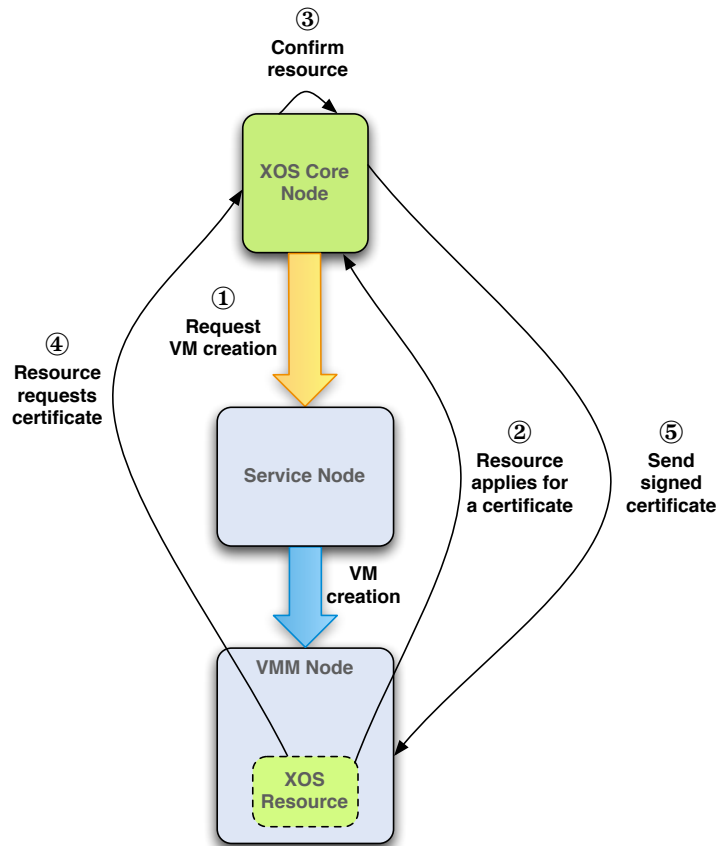 ③
Confirm
resource
XOS Core
Node
①
Request
VM creation
④
Resource
requests
certificate
②
Resource
applies for
a certificate
⑤
Send
signed
certificate
Service Node
VM
creation
VMM Node
XOS
Resource